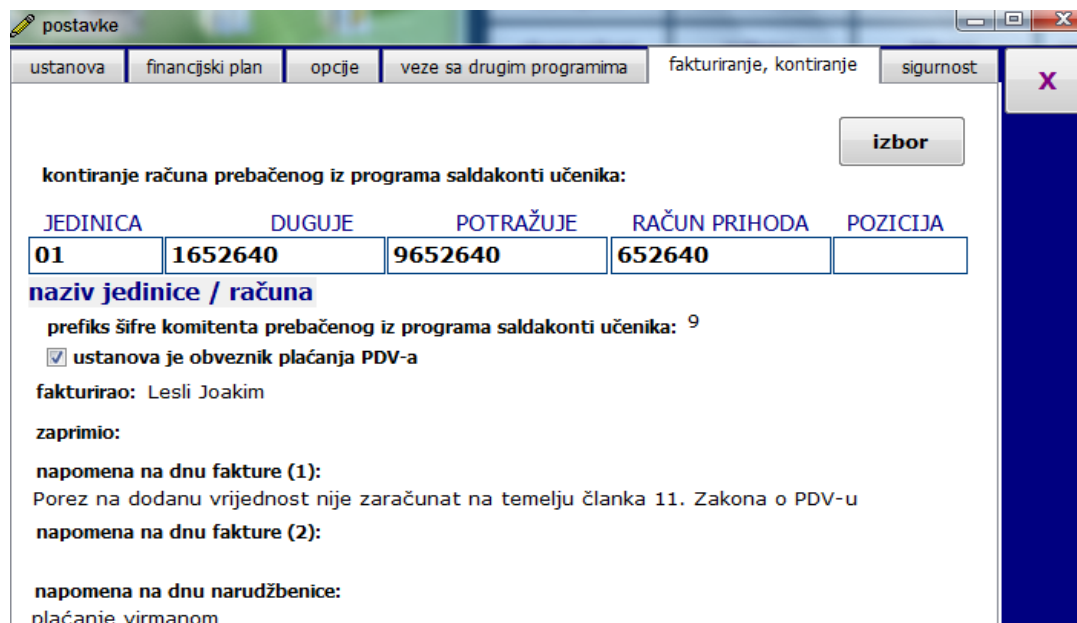 postavke
ustanova financijski plan opcije veze sa drugim programima fakturiranje, kontiranje sigurnost X
izbor
kontiranje računa prebačenog iz programa saldakonti učenika:
JEDINICA DUGUJE POTRAŽUJE RAČUN PRIHODA POZICIJA
01 1652640 9652640 652640
naziv jedinice / računa
prefiks šifre komitenta prebačenog iz programa saldakonti učenika: 9
ustanova je obveznik plaćanja PDV-a
fakturirao: Lesli Joakim
zaprimio:
napomena na dnu fakture (1):
Porez na dodanu vrijednost nije zaračunat na temelju članka 11. Zakona o PDV-u
napomena na dnu fakture (2):
napomena na dnu narudžbenice:
plaćanje virmanom